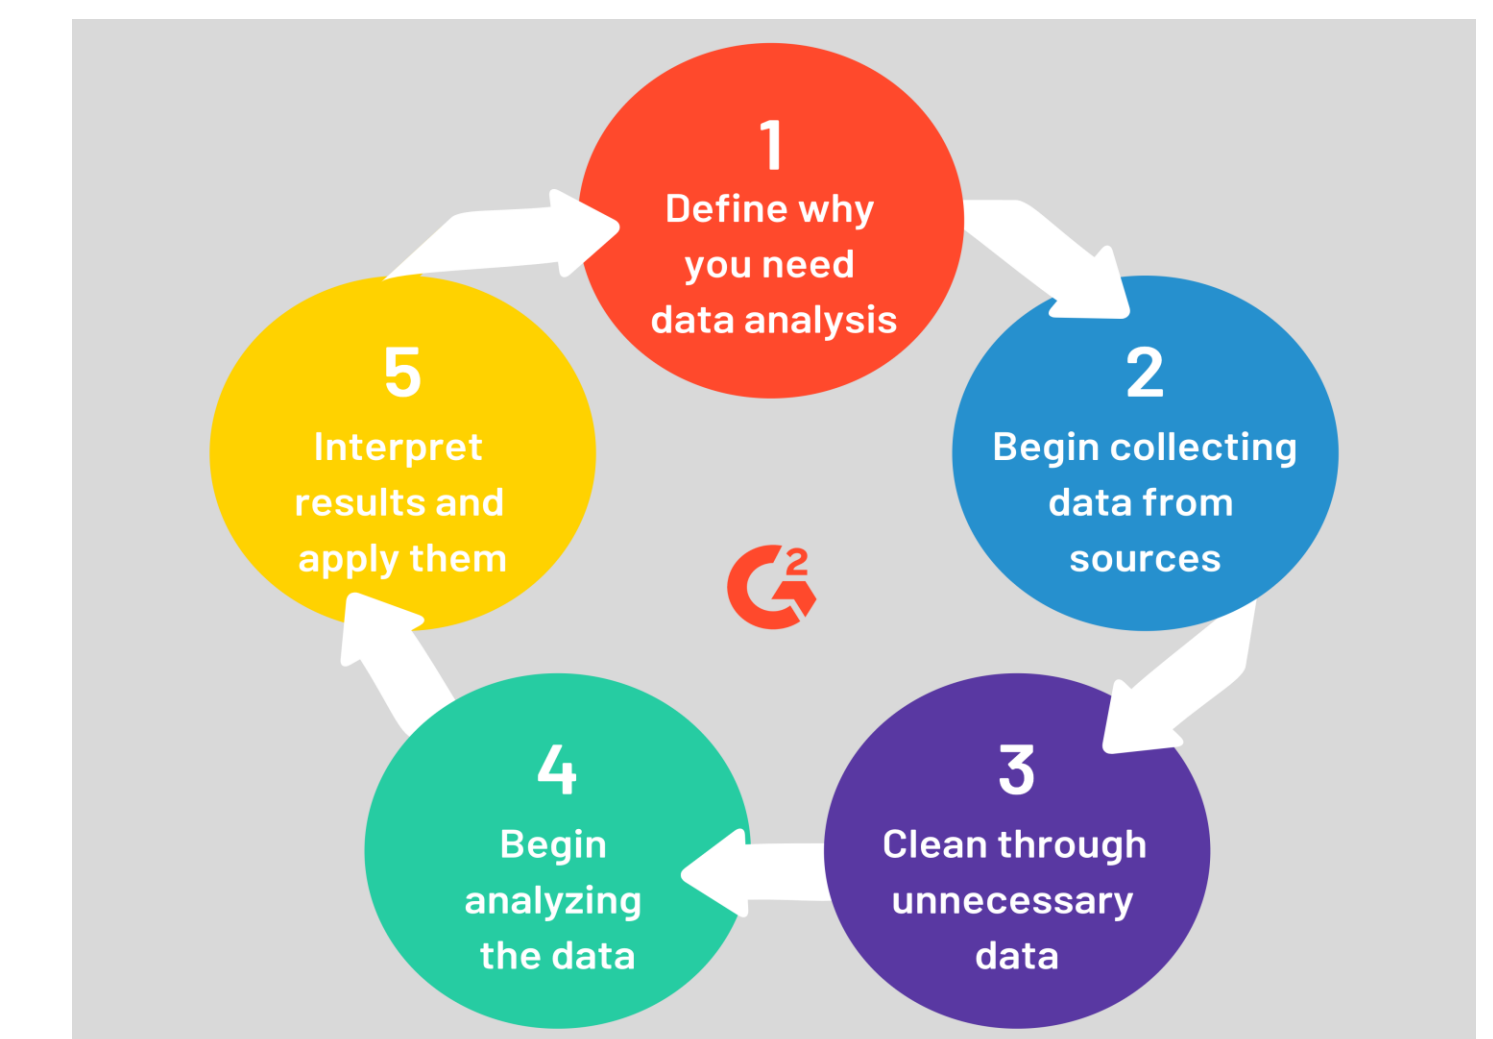 1
Define why
you need
data analysis
2
Begin collecting
data from
sources
3
Clean through
unnecessary
data
4
Begin
analyzing
the data
5
Interpret
results and
apply them
G2